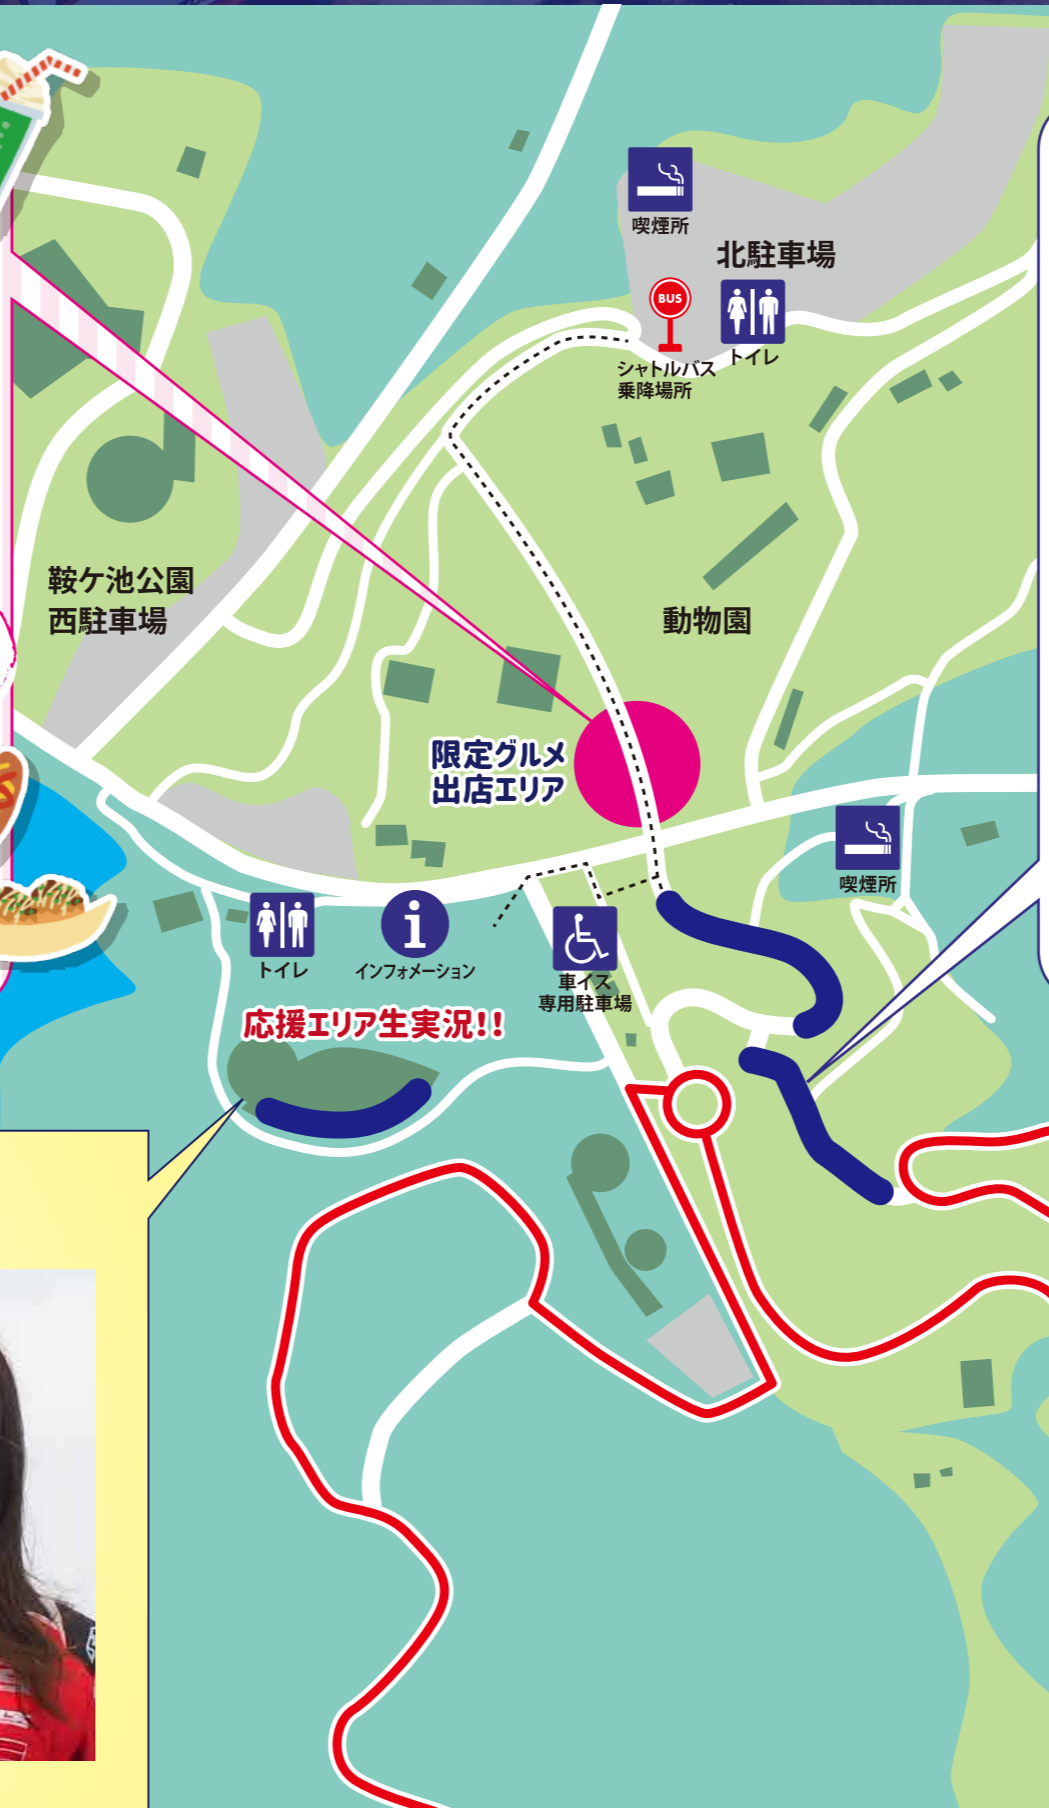 喫煙所
北駐車場
BUS
シャトルバス
乗降場所
トイレ
鞍ケ池公園
西駐車場
動物園
限定グルメ
出店エリア
喫煙所
トイレ
i
インフォメーション
車イス
専用駐車場
応援エリア生実況!!